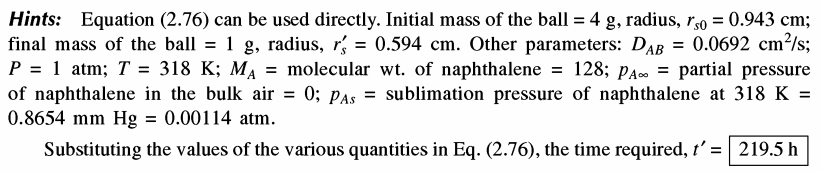 Hints: Equation (2.76) can be used directly. Initial mass of the ball = 4 g, radius, r_{s0} = 0.943 cm;
final mass of the ball = 1 g, radius, r'_s = 0.594 cm. Other parameters: D_{AB} = 0.0692 cm²/s;
P = 1 atm; T = 318 K; M_A = molecular wt. of naphthalene = 128; p_{A∞} = partial pressure
of naphthalene in the bulk air = 0; p_{As} = sublimation pressure of naphthalene at 318 K =
0.8654 mm Hg = 0.00114 atm.
Substituting the values of the various quantities in Eq. (2.76), the time required, t' = 219.5 h